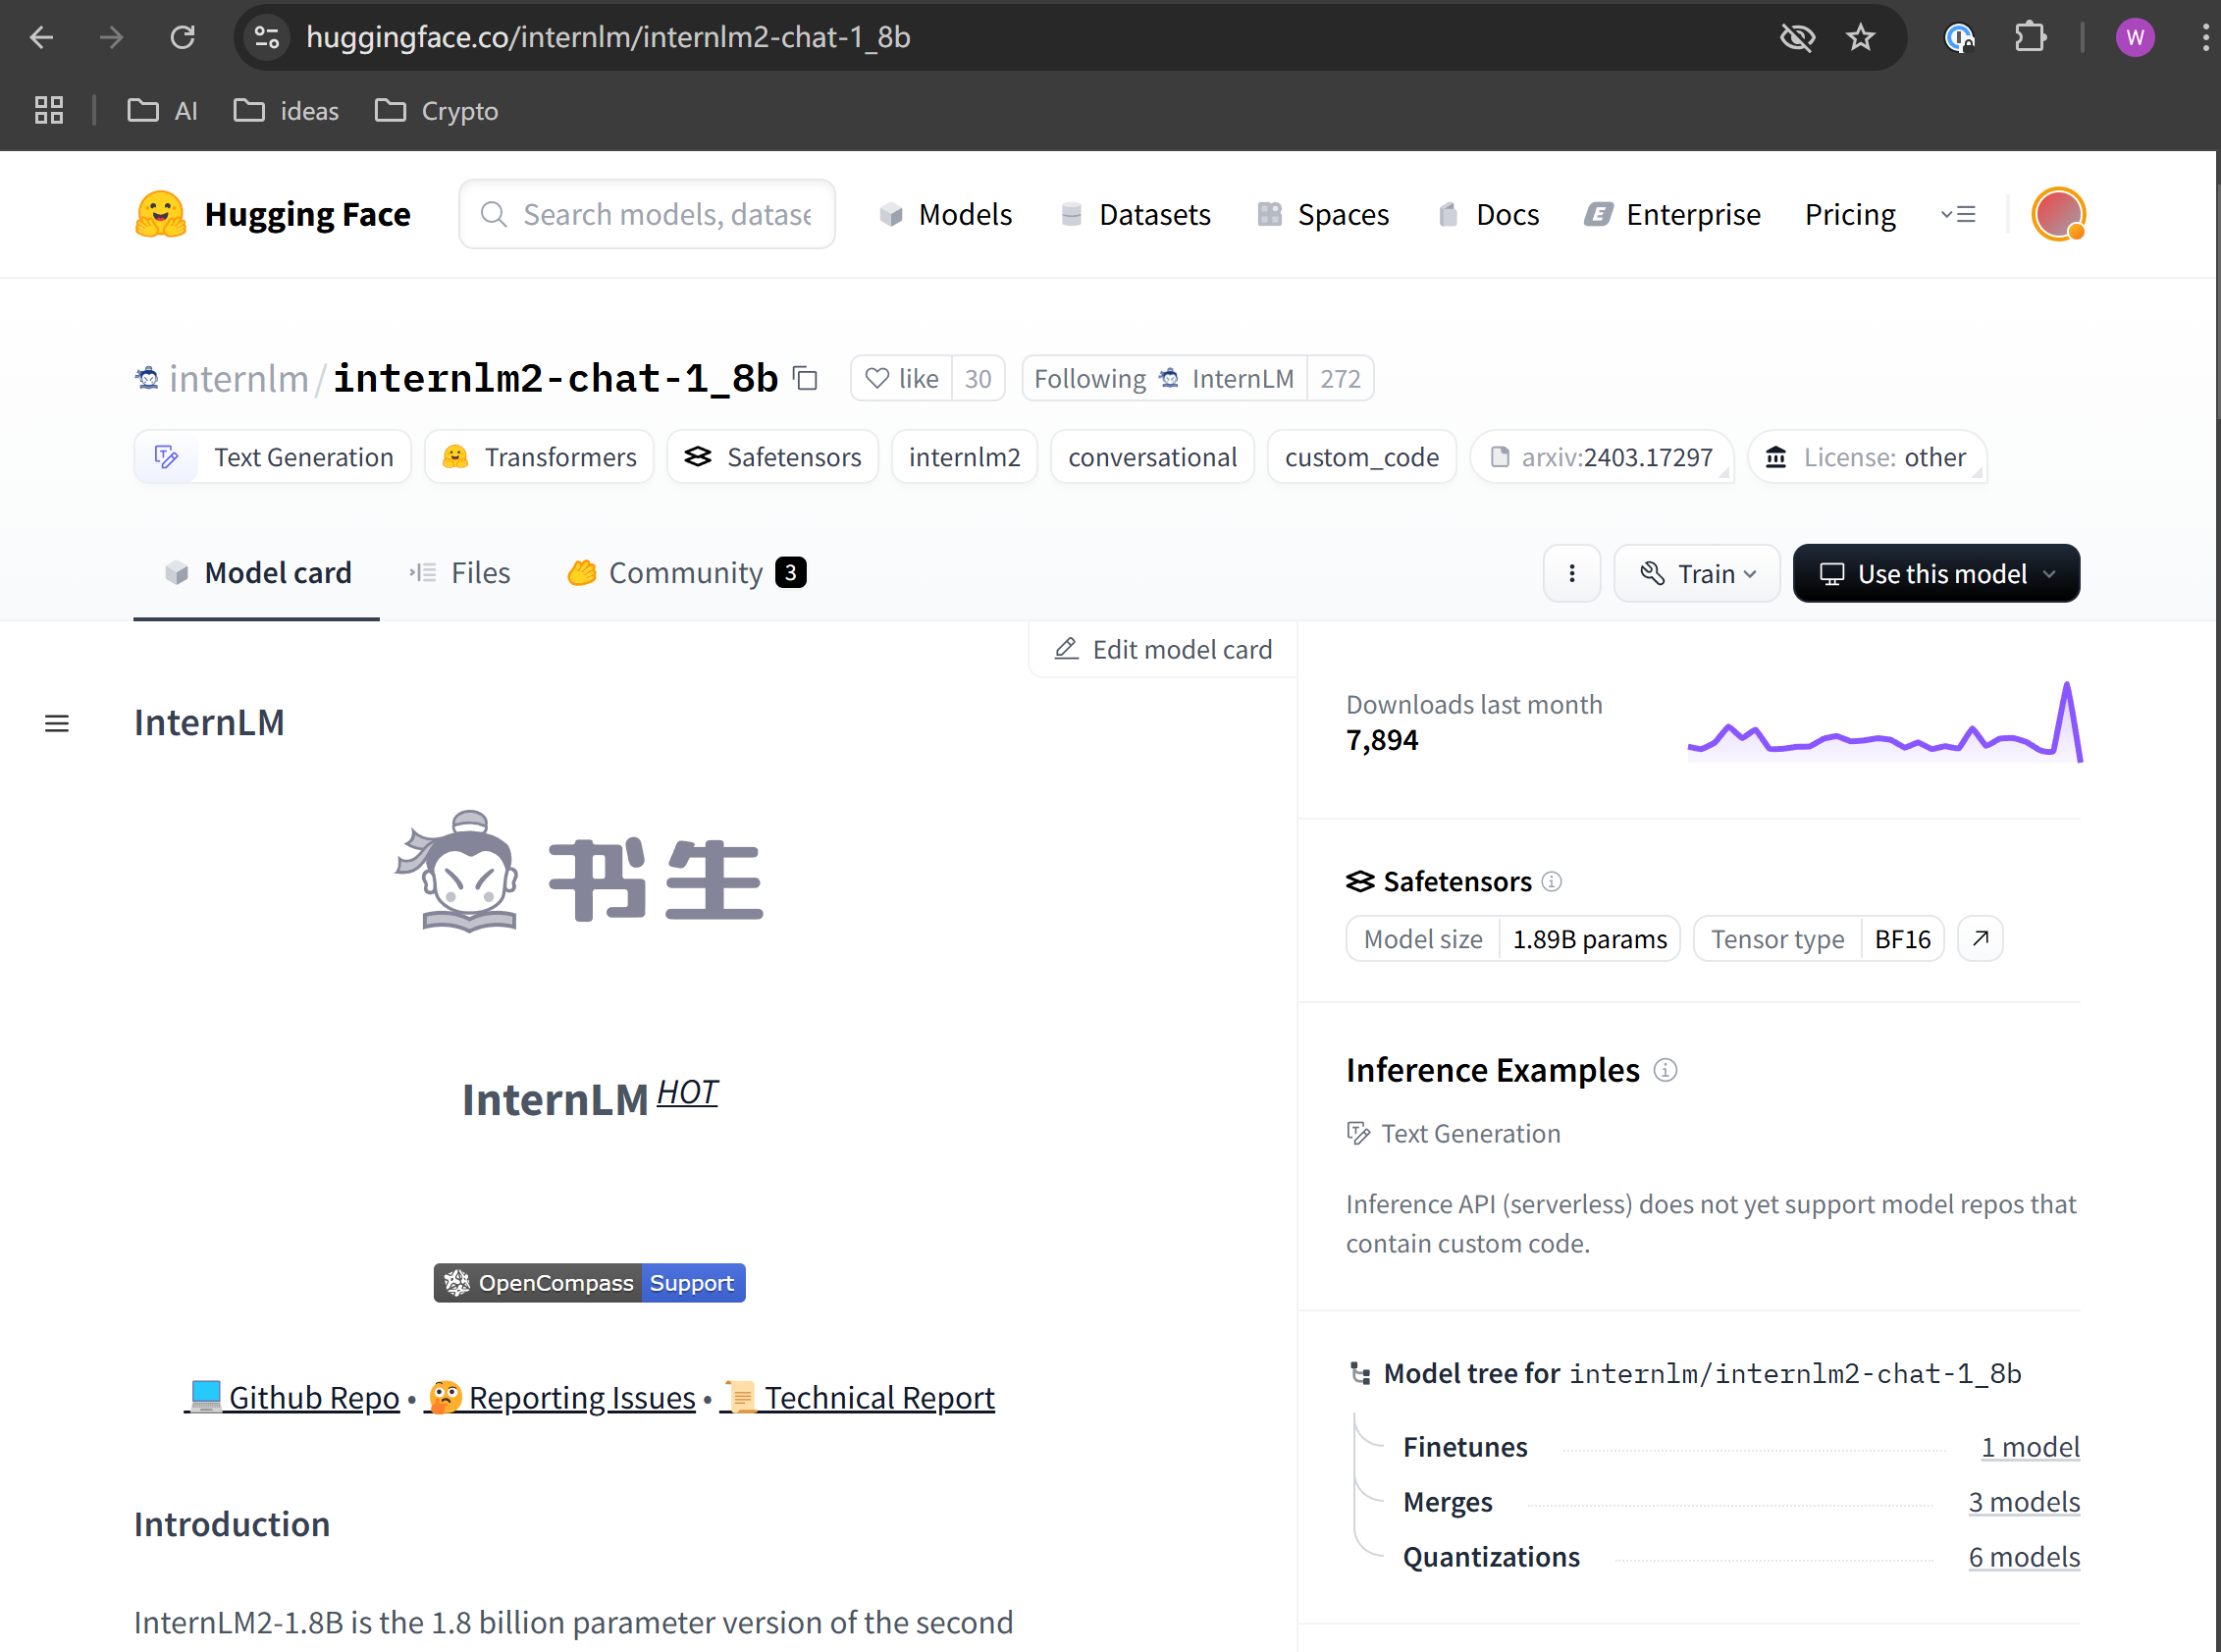 huggingface.co/internlm/internlm2-chat-1_8b
W
AI
ideas
Crypto
Hugging Face
Search models, datase
Models
Datasets
Spaces
Docs
Enterprise
Pricing
internlm/internlm2-chat-1_8b
like 30
Following InternLM 272
Text Generation
Transformers
Safetensors
internlm2
conversational
custom_code
arxiv:2403.17297
License: other
Model card
Files
Community 3
Train
Use this model
Edit model card
InternLM
书生
InternLM HOT
OpenCompass Support
💻 Github Repo • 🤔 Reporting Issues • 📜 Technical Report
Introduction
InternLM2-1.8B is the 1.8 billion parameter version of the second
Downloads last month
7,894
Safetensors
Model size 1.89B params
Tensor type BF16
Inference Examples
Text Generation
Inference API (serverless) does not yet support model repos that
contain custom code.
Model tree for internlm/internlm2-chat-1_8b
Finetunes 1 model
Merges 3 models
Quantizations 6 models